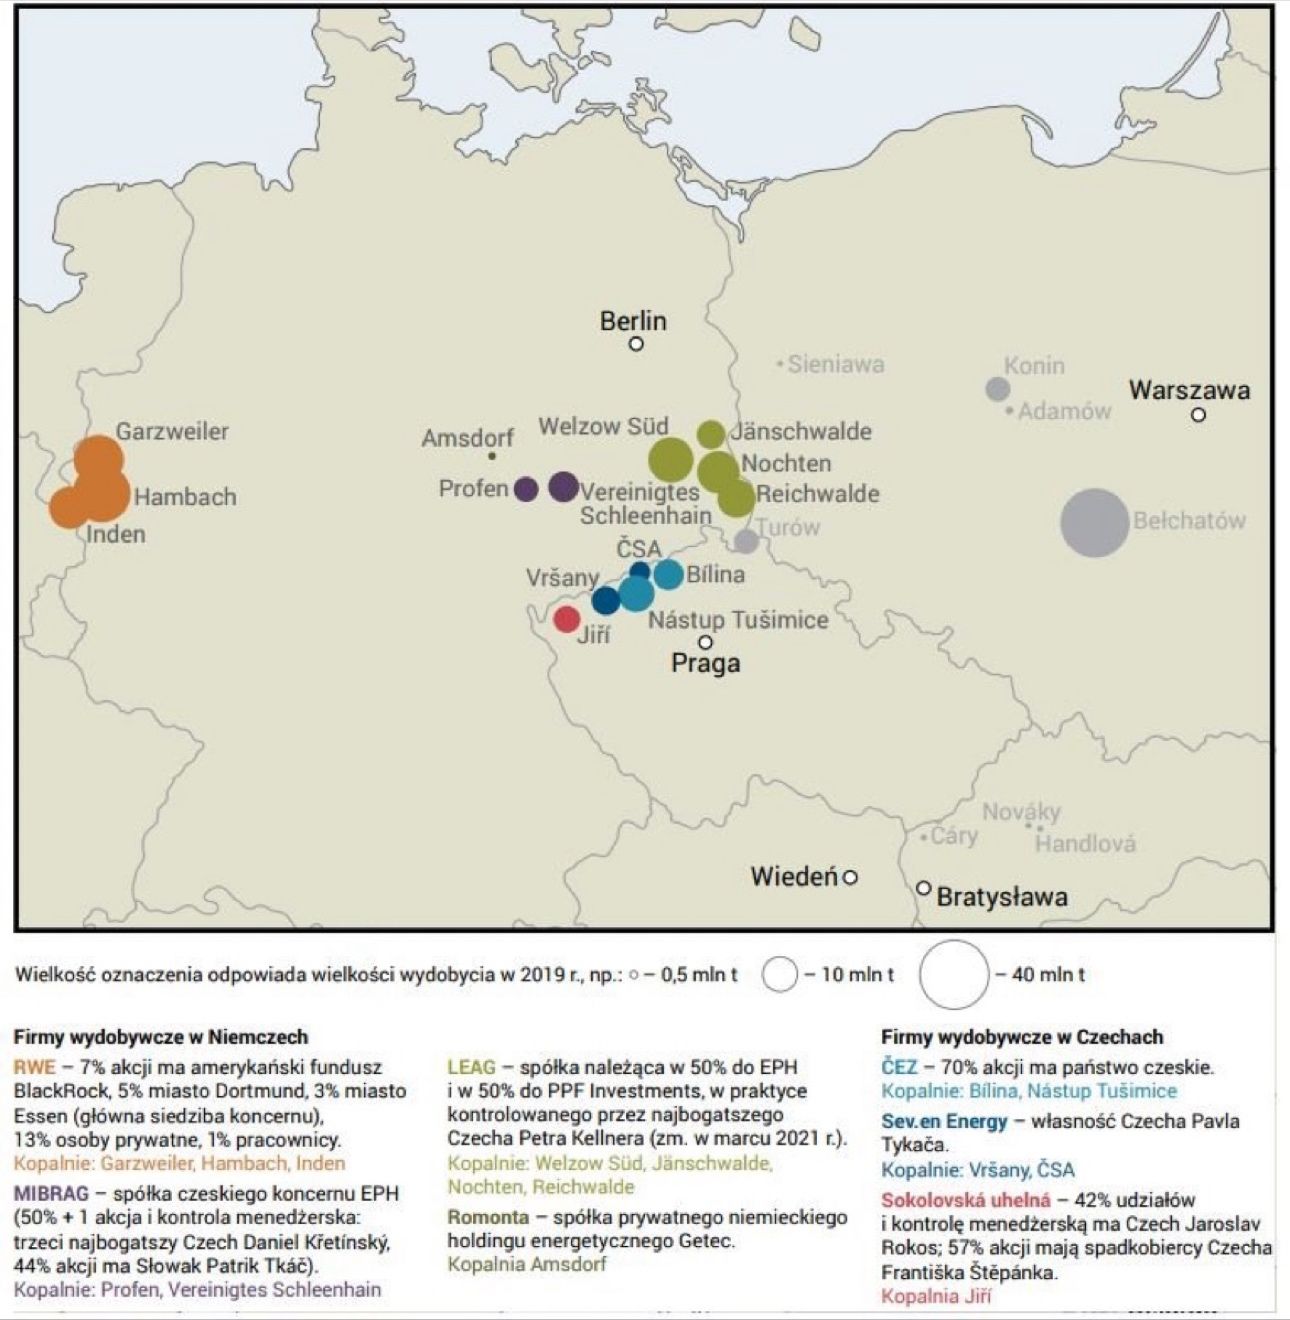 Berlin
Sieniawa
Konin
Warszawa
Adamów
Garzweiler
Amsdorf
Welzow Süd
Jänschwalde
Nochten
Profen
Vereinigtes
Schleenhain
Reichwalde
Hambach
Inden
Turów
Bełchatów
ČSA
Vršany
Bílina
Nástup Tušimice
Jiří
Praga
Nováky
Cáry
Handlová
Wiedeń
Bratysława
Wielkość oznaczenia odpowiada wielkości wydobycia w 2019 r., np.: – 0,5 mln t – 10 mln t – 40 mln t
Firmy wydobywcze w Niemczech
RWE – 7% akcji ma amerykański fundusz
BlackRock, 5% miasto Dortmund, 3% miasto
Essen (główna siedziba koncernu),
13% osoby prywatne, 1% pracownicy.
Kopalnie: Garzweiler, Hambach, Inden
MIBRAG – spółka czeskiego koncernu EPH
(50% + 1 akcja i kontrola menedżerska:
trzeci najbogatszy Czech Daniel Křetínský,
44% akcji ma Słowak Patrik Tkáč).
Kopalnie: Profen, Vereinigtes Schleenhain
LEAG – spółka należąca w 50% do EPH
i w 50% do PPF Investments, w praktyce
kontrolowanego przez najbogatszego
Czecha Petra Kellnera (zm. w marcu 2021 r.).
Kopalnie: Welzow Süd, Jänschwalde,
Nochten, Reichwalde
Romonta – spółka prywatnego niemieckiego
holdingu energetycznego Getec.
Kopalnia Amsdorf
Firmy wydobywcze w Czechach
ČEZ – 70% akcji ma państwo czeskie.
Kopalnie: Bílina, Nástup Tušimice
Sev.en Energy – własność Czecha Pavla
Tykača.
Kopalnie: Vršany, ČSA
Sokolovská uhelná – 42% udziałów
i kontrolę menedżerską ma Czech Jaroslav
Rokos; 57% akcji mają spadkobiercy Czecha
Františka Štěpánka.
Kopalnia Jiří